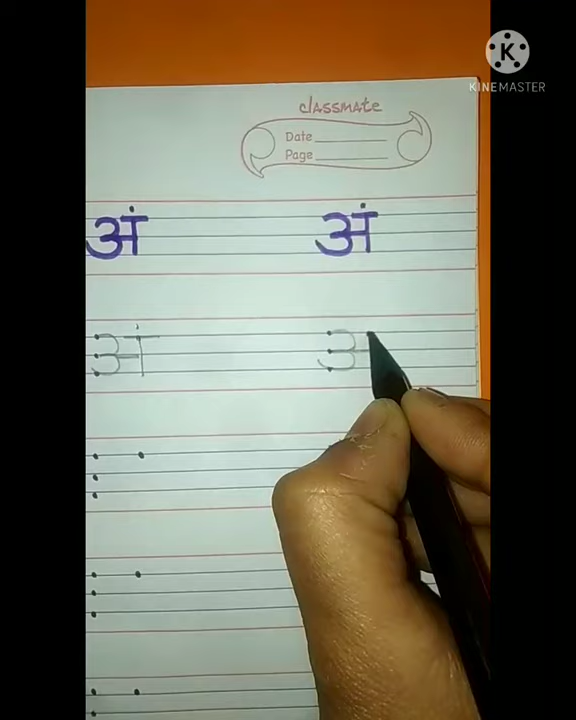 KINEMASTER
classmate
Date
Page
अं अं
अं